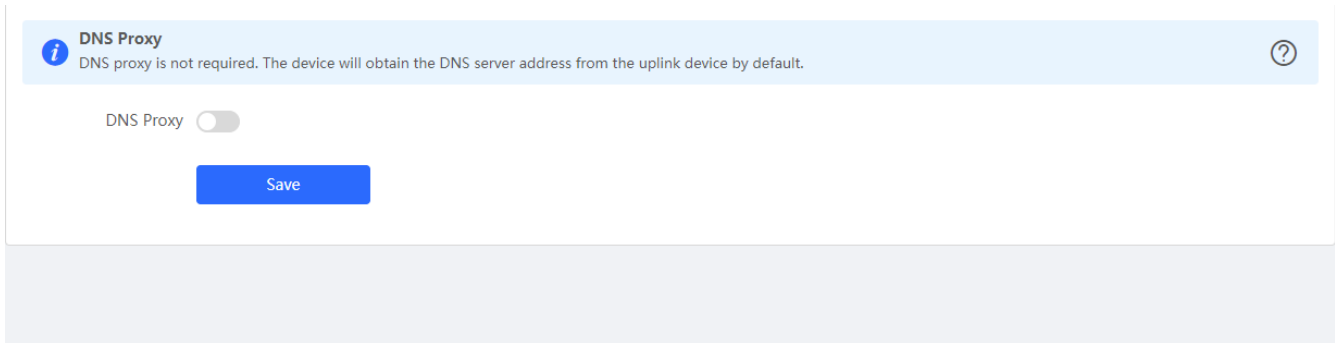 DNS Proxy
DNS proxy is not required. The device will obtain the DNS server address from the uplink device by default.
DNS Proxy
Save